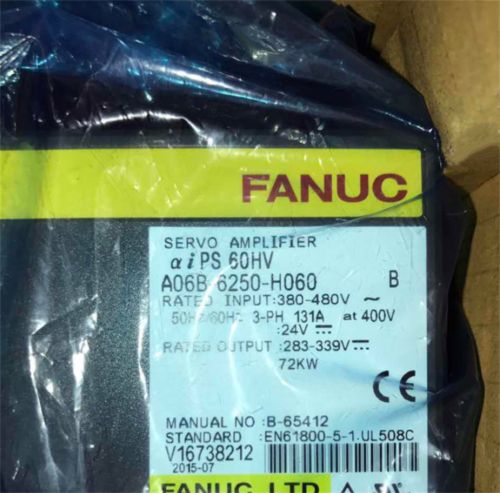 FANUC
SERVO AMPLIFIER
αiPS 60HV
A06B-6250-H060 B
RATED INPUT:380-480V ~
50Hz/60Hz 3-PH 131A at 400V
:24V ⎓
RATED OUTPUT :283-339V⎓
72KW
CE
MANUAL NO :B-65412
STANDARD :EN61800-5-1.UL508C
V16738212
2015-07
FANUC LTD